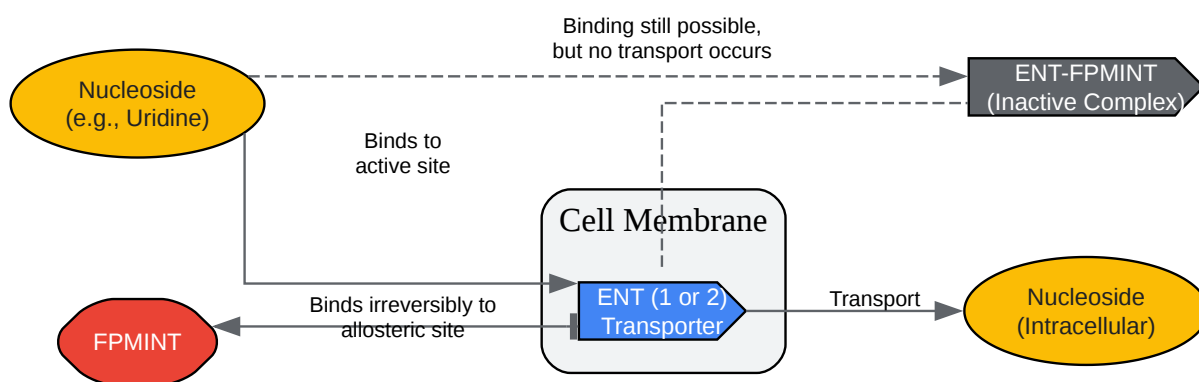 Binding still possible,
but no transport occurs
Nucleoside
(e.g., Uridine)
ENT-FPMINT
(Inactive Complex)
Binds to
active site
Cell Membrane
Binds irreversibly to
allosteric site
ENT (1 or 2)
Transporter
Transport
Nucleoside
(Intracellular)
FPMINT